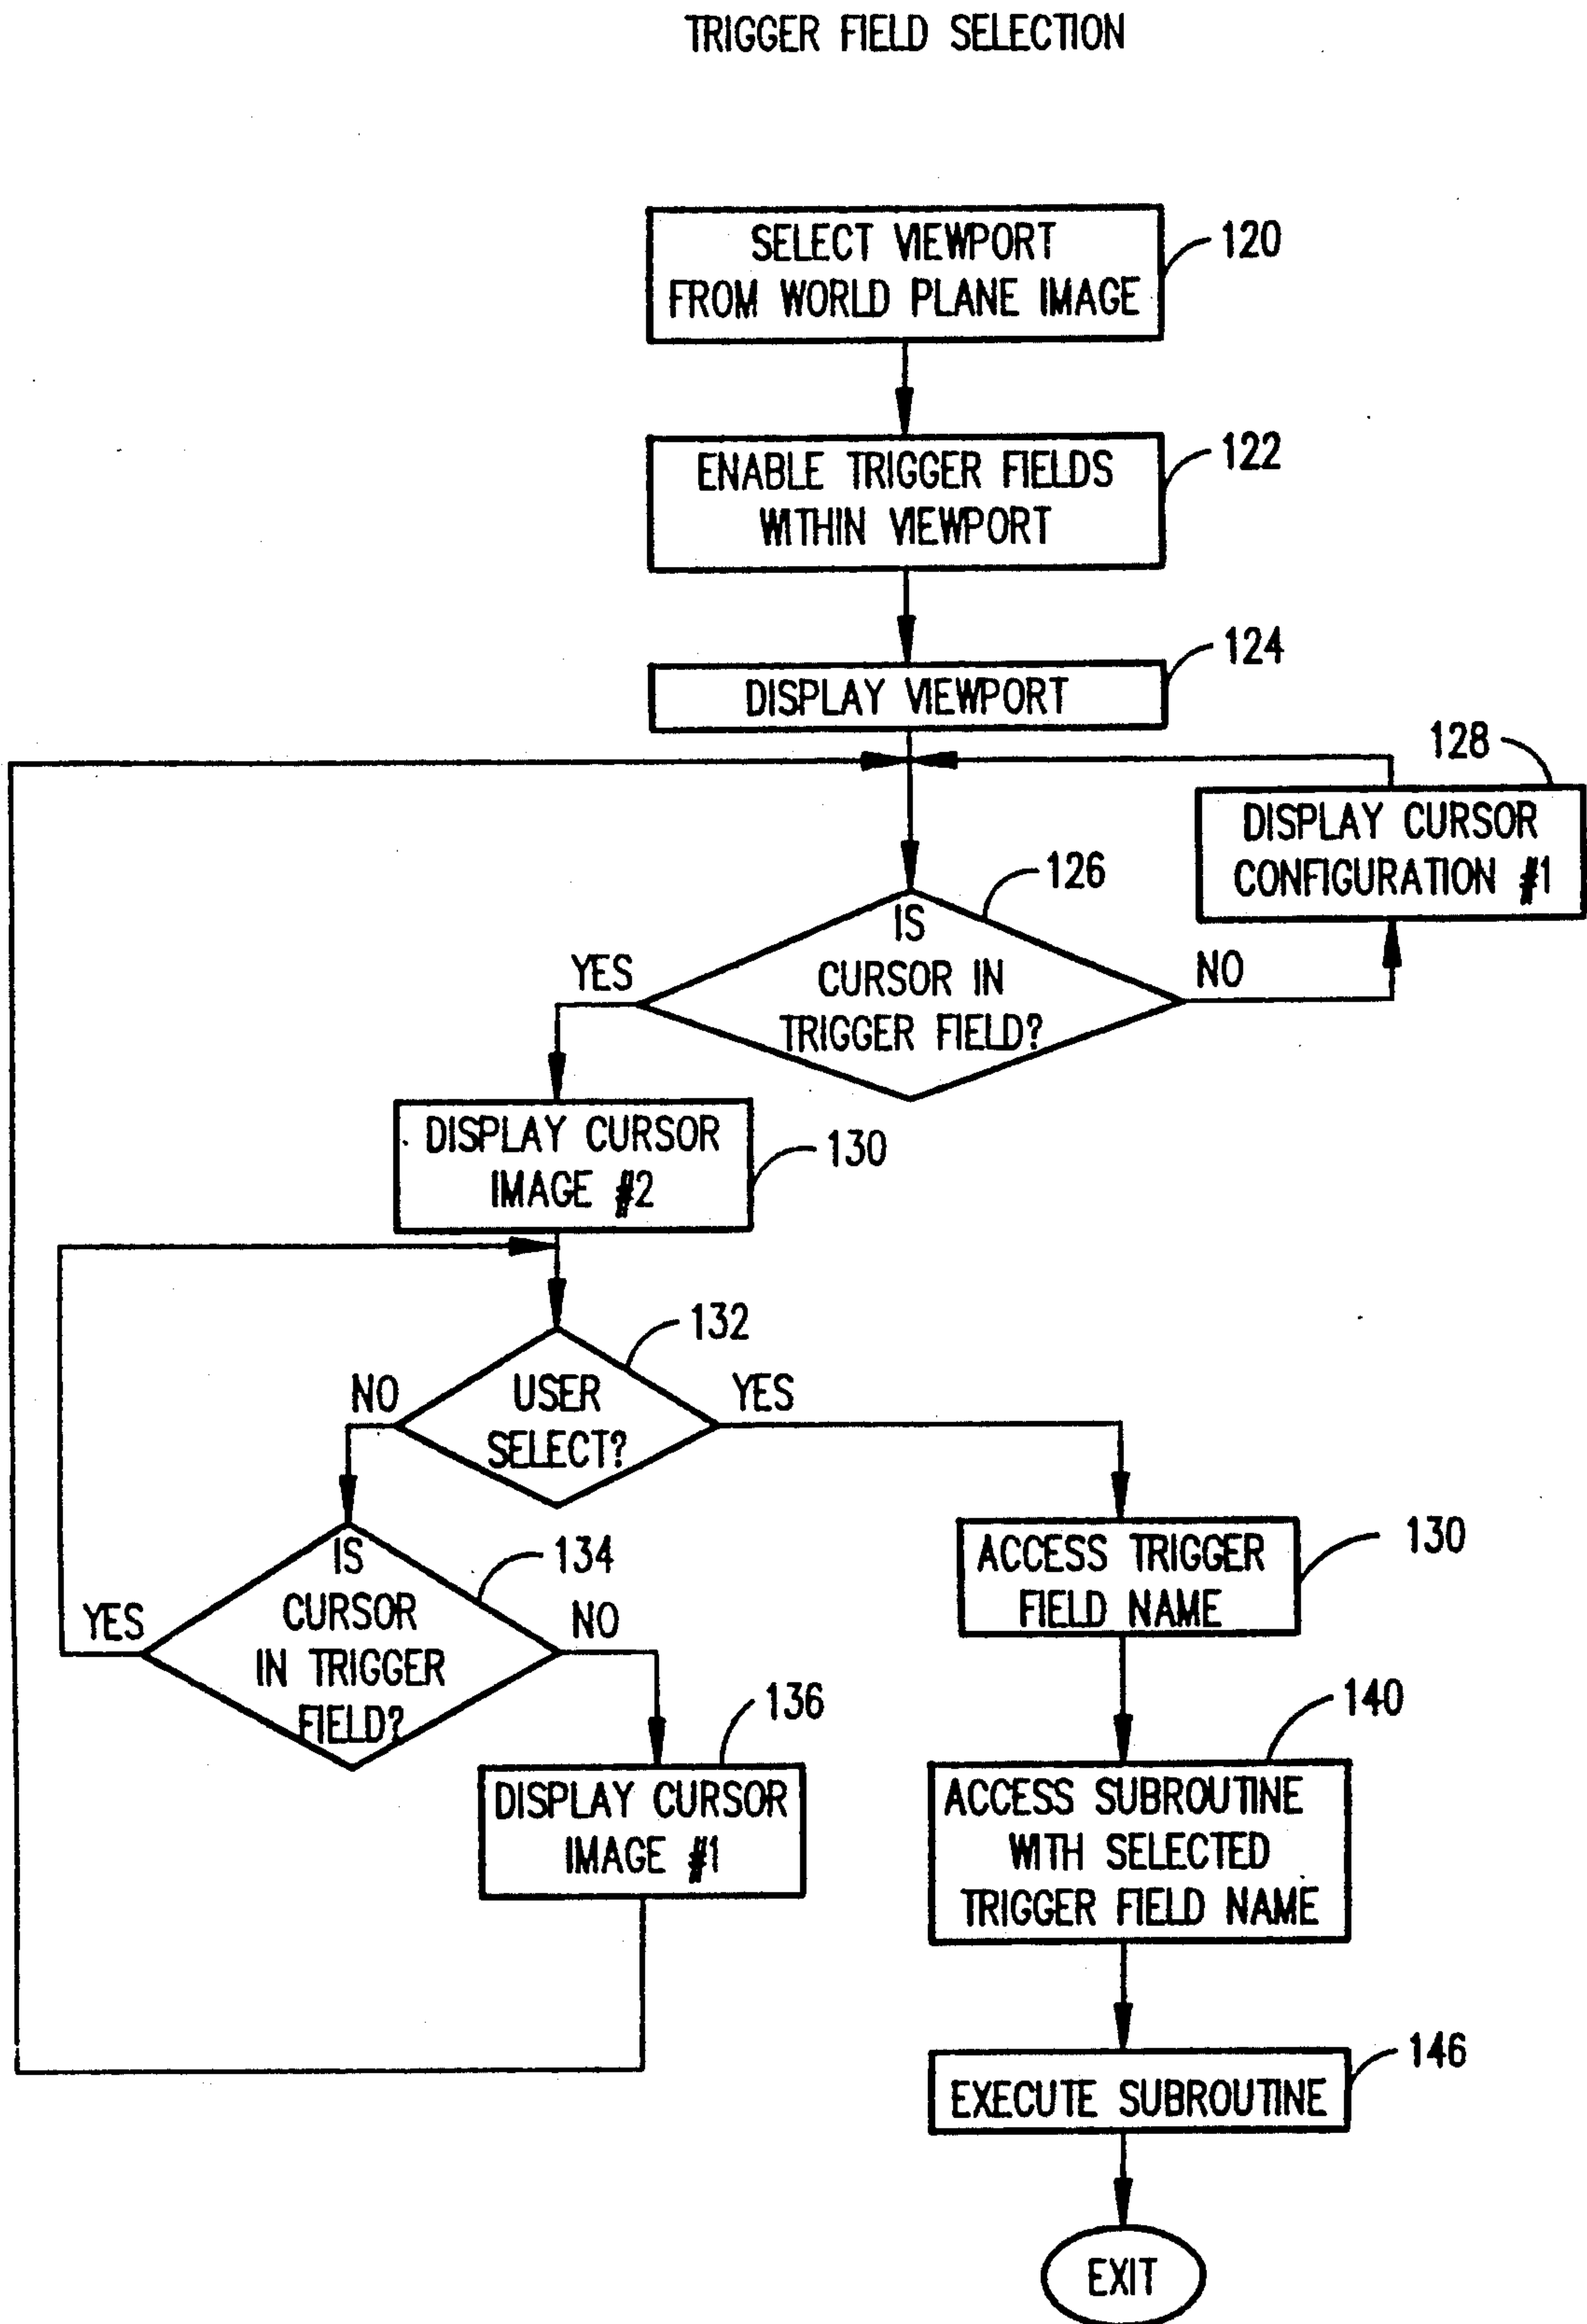 TRIGGER FIELD SELECTION
SELECT VIEWPORT
FROM WORLD PLANE IMAGE
120
ENABLE TRIGGER FIELDS
WITHIN VIEWPORT
122
DISPLAY VIEWPORT
124
128
DISPLAY CURSOR
CONFIGURATION #1
126
IS
CURSOR IN
TRIGGER FIELD?
YES
NO
DISPLAY CURSOR
IMAGE #2
130
132
USER
SELECT?
NO
YES
134
IS
CURSOR
IN TRIGGER
FIELD?
YES
NO
ACCESS TRIGGER
FIELD NAME
130
136
DISPLAY CURSOR
IMAGE #1
140
ACCESS SUBROUTINE
WITH SELECTED
TRIGGER FIELD NAME
146
EXECUTE SUBROUTINE
EXIT